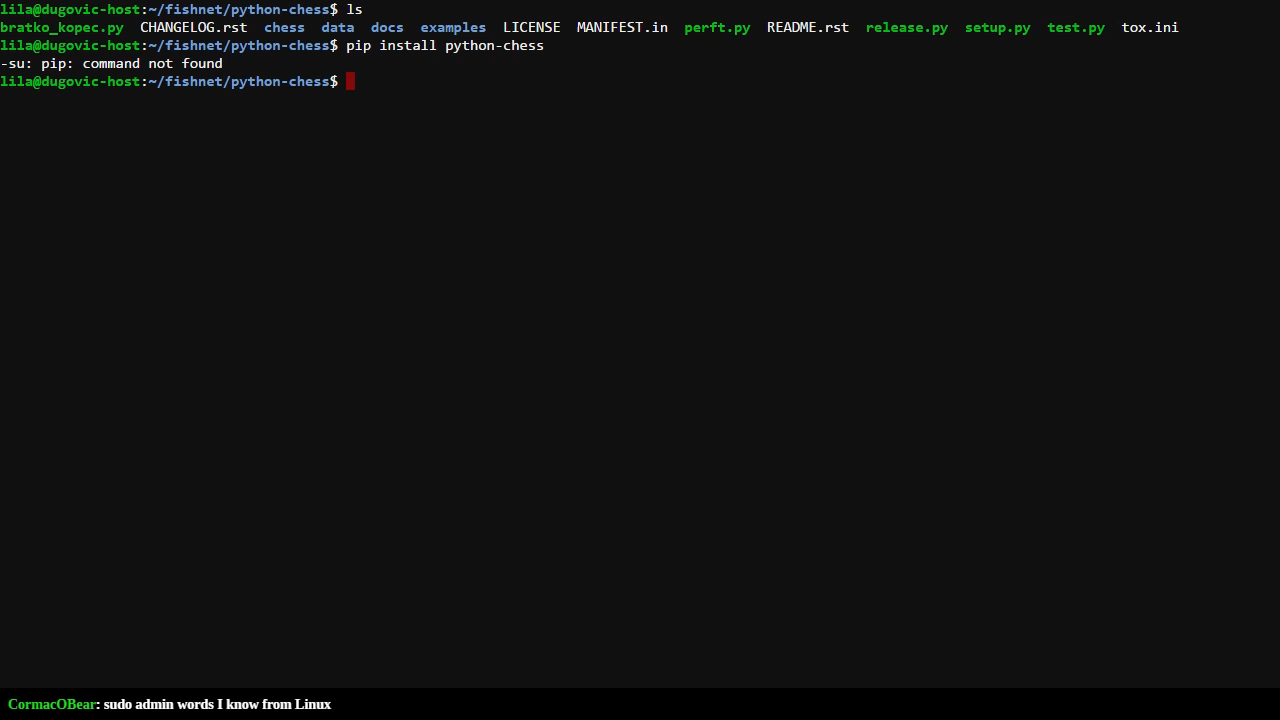 lila@dugovic-host:~/fishnet/python-chess$ ls
bratko_kopec.py  CHANGELOG.rst  chess  data  docs  examples  LICENSE  MANIFEST.in  perft.py  README.rst  release.py  setup.py  test.py  tox.ini
lila@dugovic-host:~/fishnet/python-chess$ pip install python-chess
-su: pip: command not found
lila@dugovic-host:~/fishnet/python-chess$
CormacOBear: sudo admin words I know from Linux